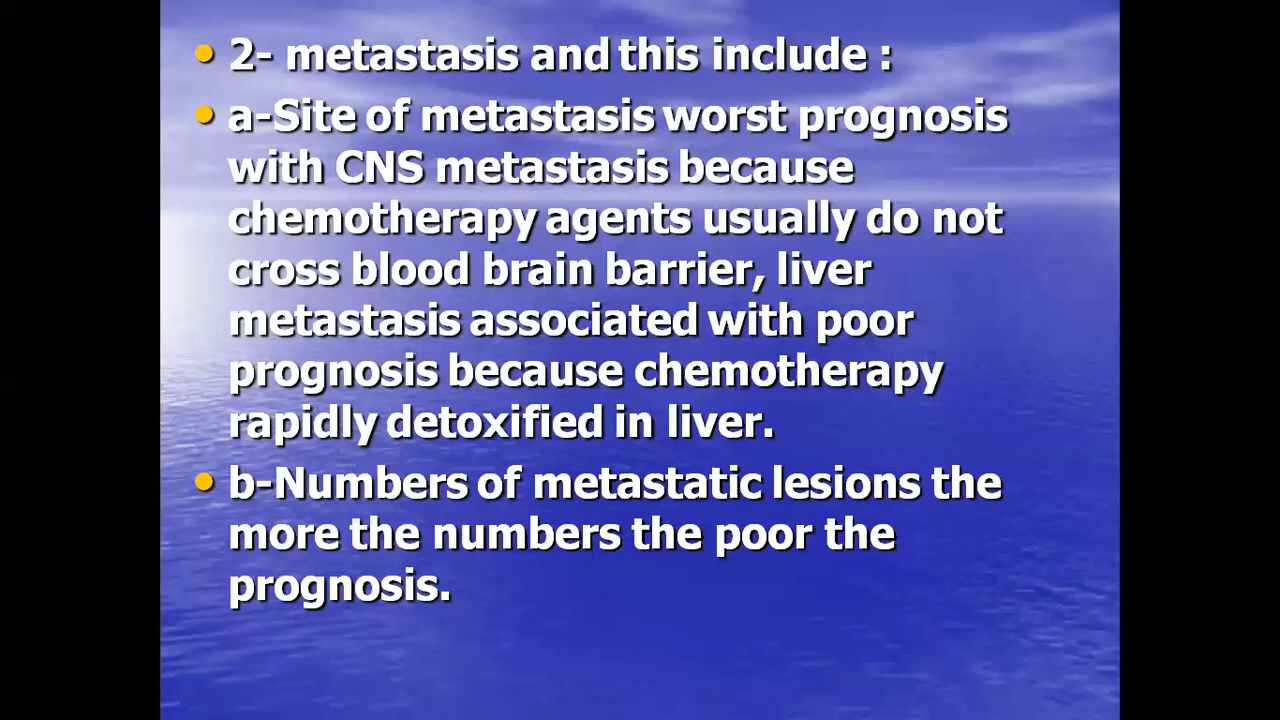 • 2- metastasis and this include :
• a-Site of metastasis worst prognosis
with CNS metastasis because
chemotherapy agents usually do not
cross blood brain barrier, liver
metastasis associated with poor
prognosis because chemotherapy
rapidly detoxified in liver.
• b-Numbers of metastatic lesions the
more the numbers the poor the
prognosis.